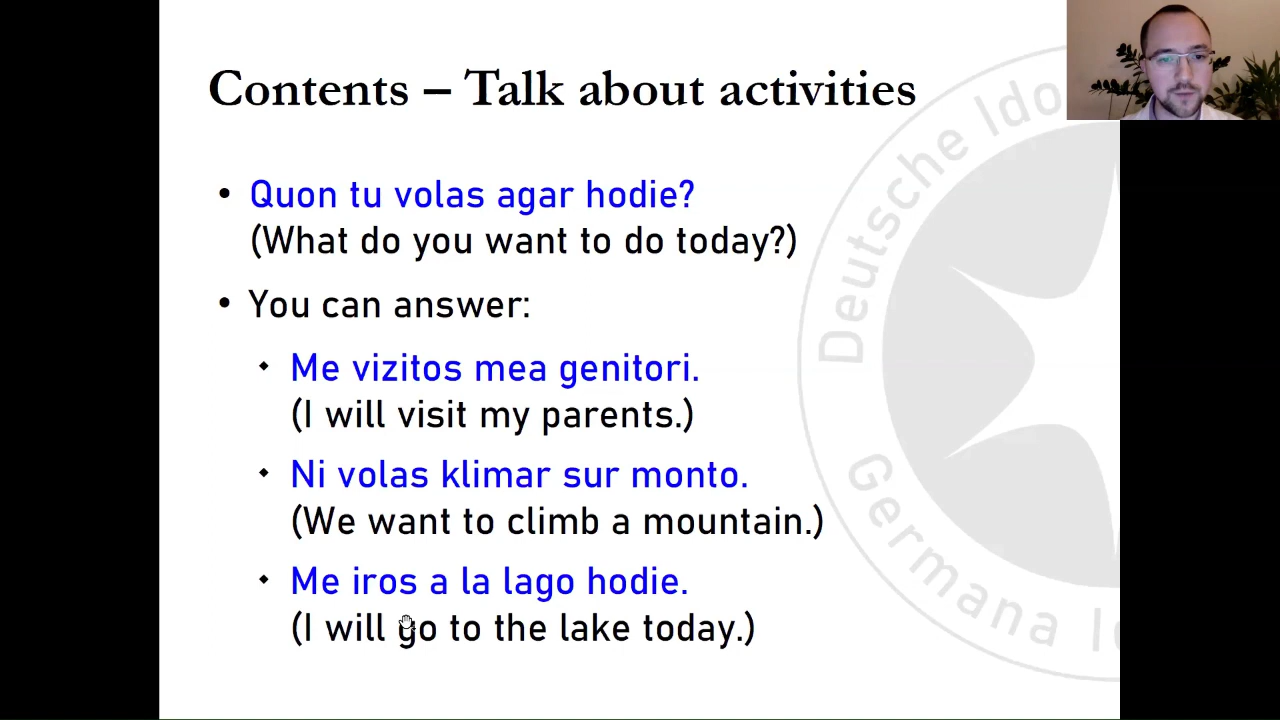 Contents – Talk about activities
• Quon tu volas agar hodie?
(What do you want to do today?)
• You can answer:
Me vizitos mea genitori.
(I will visit my parents.)
Ni volas klimar sur monto.
(We want to climb a mountain.)
Me iros a la lago hodie.
(I will go to the lake today.)
Deutsche Ido
Germana I